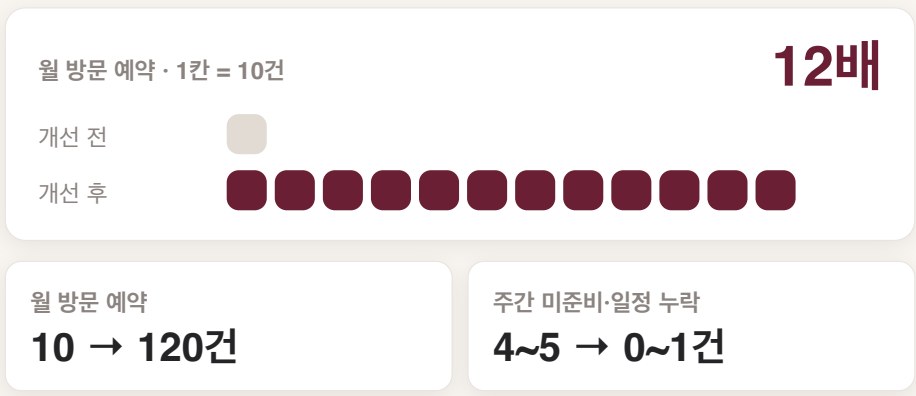 월 방문 예약 · 1칸 = 10건
12배
개선 전
개선 후
월 방문 예약
10 → 120건
주간 미준비·일정 누락
4~5 → 0~1건